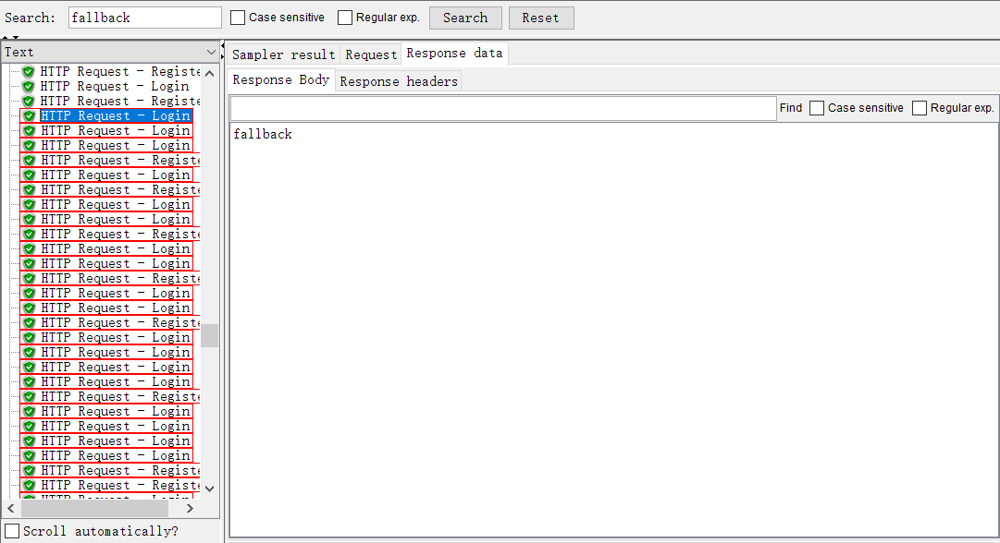 Search: fallback Case sensitive Regular exp. Search Reset
Text
HTTP Request - Registe
HTTP Request - Login
HTTP Request - Registe
HTTP Request - Login
HTTP Request - Login
HTTP Request - Login
HTTP Request - Registe
HTTP Request - Login
HTTP Request - Registe
HTTP Request - Login
HTTP Request - Login
HTTP Request - Registe
HTTP Request - Login
HTTP Request - Login
HTTP Request - Registe
HTTP Request - Login
HTTP Request - Login
HTTP Request - Registe
HTTP Request - Login
HTTP Request - Login
HTTP Request - Login
HTTP Request - Login
HTTP Request - Registe
HTTP Request - Login
HTTP Request - Login
HTTP Request - Login
HTTP Request - Login
HTTP Request - Registe
HTTP Request - Registe
HTTP Request - Login
Scroll automatically?
Sampler result Request Response data
Response Body Response headers
Find Case sensitive Regular exp.
fallback